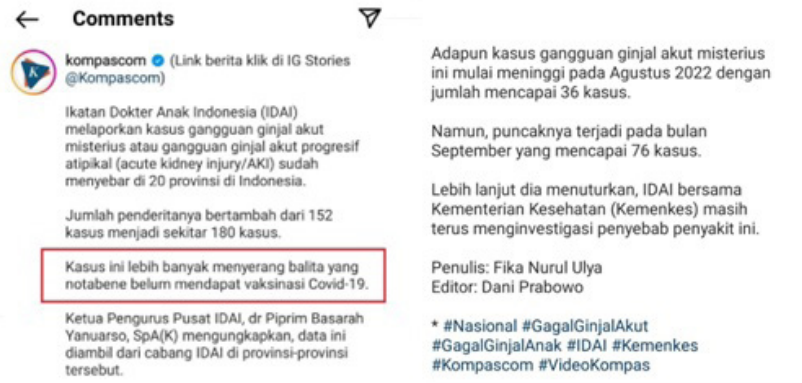 Comments
kompascom (Link berita klik di IG Stories
@Kompascom)
Ikatan Dokter Anak Indonesia (IDAI)
melaporkan kasus gangguan ginjal akut
misterius atau gangguan ginjal akut progresif
atipikal (acute kidney injury/AKI) sudah
menyebar di 20 provinsi di Indonesia.
Jumlah penderitanya bertambah dari 152
kasus menjadi sekitar 180 kasus.
Kasus ini lebih banyak menyerang balita yang
notabene belum mendapat vaksinasi Covid-19.
Ketua Pengurus Pusat IDAI, dr Piprim Basarah
Yanuarso, SpA(K) mengungkapkan, data ini
diambil dari cabang IDAI di provinsi-provinsi
tersebut.
Adapun kasus gangguan ginjal akut misterius
ini mulai meninggi pada Agustus 2022 dengan
jumlah mencapai 36 kasus.
Namun, puncaknya terjadi pada bulan
September yang mencapai 76 kasus.
Lebih lanjut dia menuturkan, IDAI bersama
Kementerian Kesehatan (Kemenkes) masih
terus menginvestigasi penyebab penyakit ini.
Penulis: Fika Nurul Ulya
Editor: Dani Prabowo
* #Nasional #GagalGinjalAkut
#GagalGinjalAnak #IDAI #Kemenkes
#Kompascom #VideoKompas